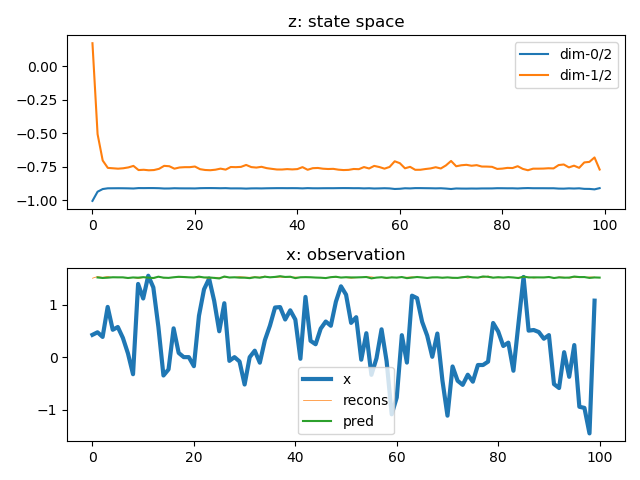 z: state space
0.00
−0.25
−0.50
−0.75
−1.00
dim-0/2
dim-1/2
0 20 40 60 80 100
x: observation
1
0
−1
x
recons
pred
0 20 40 60 80 100